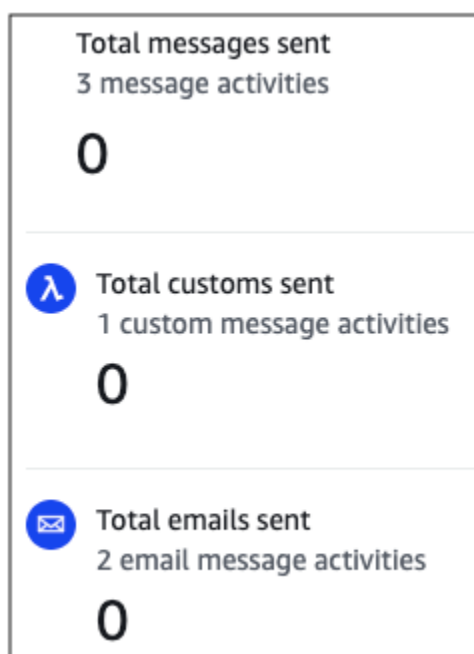 Total messages sent
3 message activities
0
λ
Total customs sent
1 custom message activities
0
Total emails sent
2 email message activities
0